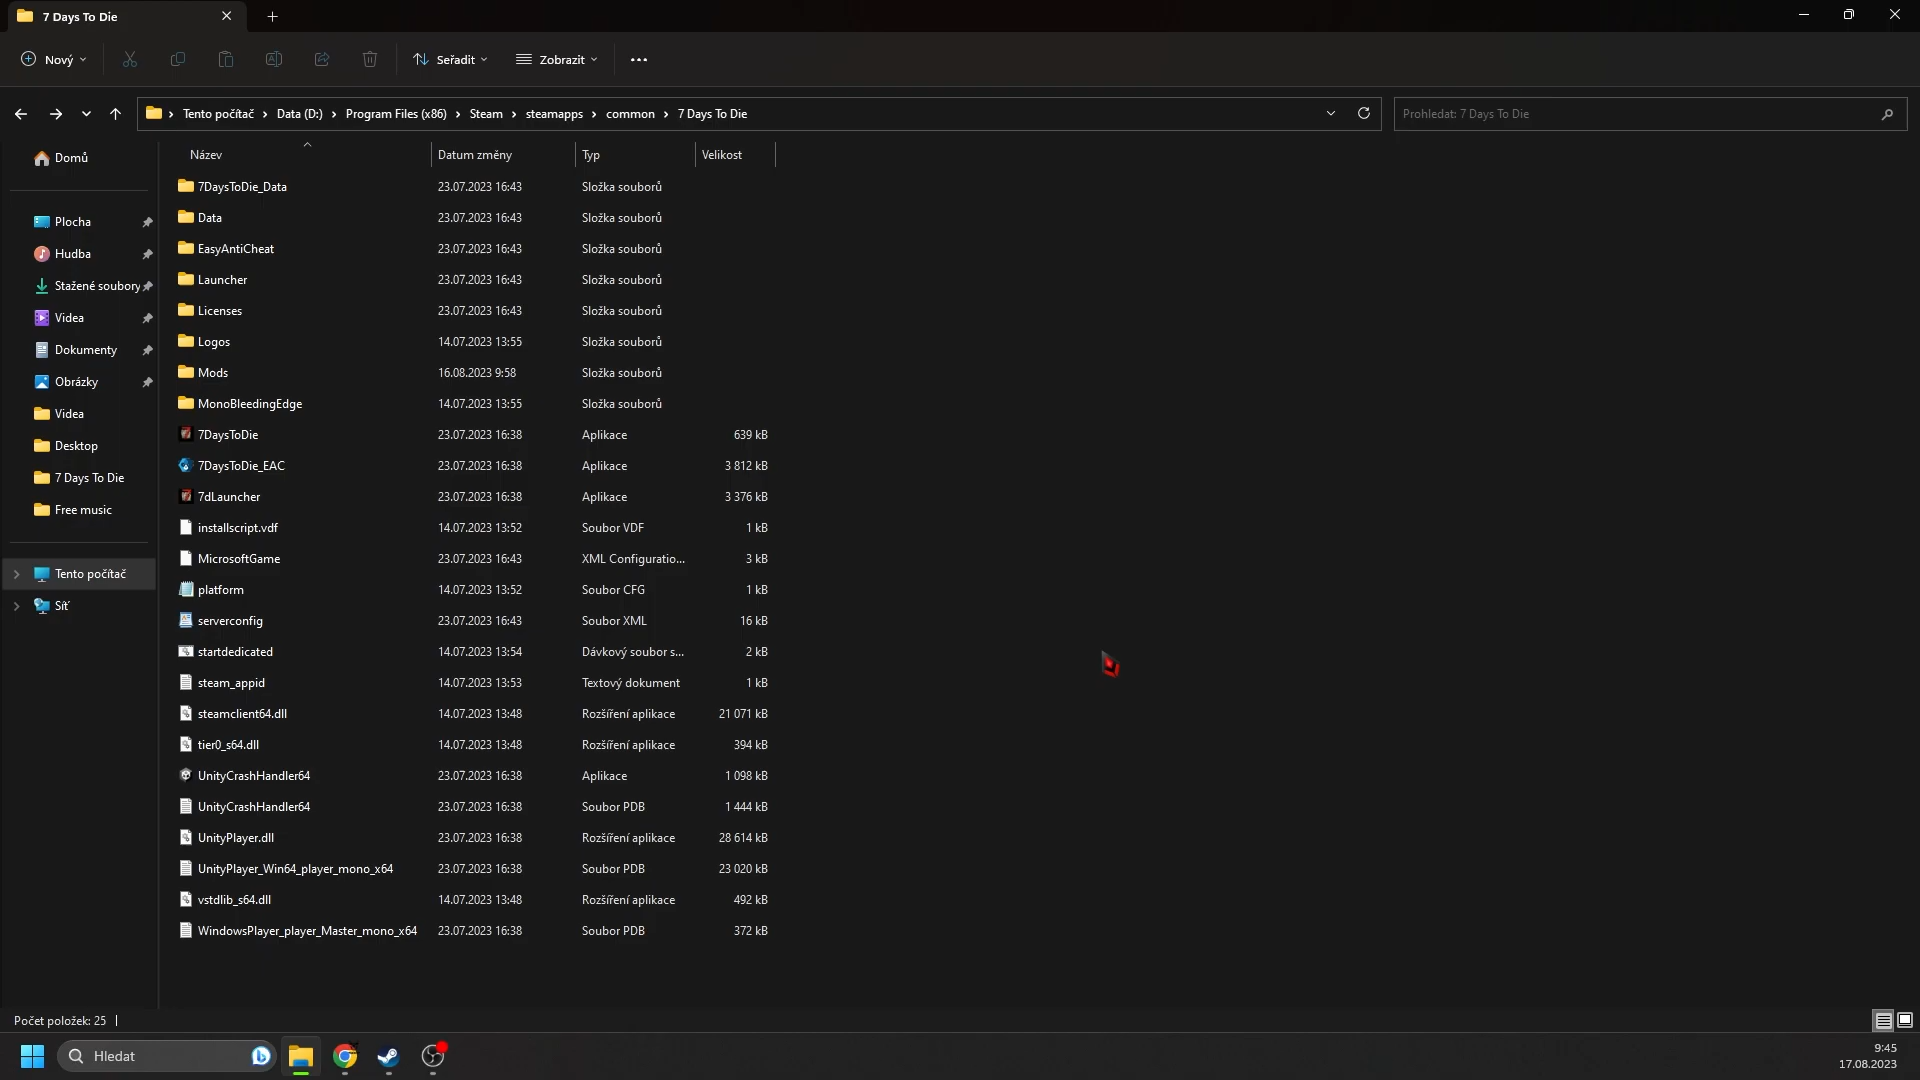 7 Days To Die
Nový
Seřadit
Zobrazit
Tento počítač
Data (D:)
Program Files (x86)
Steam
steamapps
common
7 Days To Die
Prohledat: 7 Days To Die
Domů
Plocha
Hudba
Stažené soubory
Videa
Dokumenty
Obrázky
Videa
Desktop
7 Days To Die
Free music
Tento počítač
Síť
Název Datum změny Typ Velikost
7DaysToDie_Data 23.07.2023 16:43 Složka souborů
Data 23.07.2023 16:43 Složka souborů
EasyAntiCheat 23.07.2023 16:43 Složka souborů
Launcher 23.07.2023 16:43 Složka souborů
Licenses 23.07.2023 16:43 Složka souborů
Logos 14.07.2023 13:55 Složka souborů
Mods 16.08.2023 9:58 Složka souborů
MonoBleedingEdge 14.07.2023 13:55 Složka souborů
7DaysToDie 23.07.2023 16:38 Aplikace 639 kB
7DaysToDie_EAC 23.07.2023 16:38 Aplikace 3 812 kB
7dLauncher 23.07.2023 16:38 Aplikace 3 376 kB
installscript.vdf 14.07.2023 13:52 Soubor VDF 1 kB
MicrosoftGame 23.07.2023 16:43 XML Configuratio... 3 kB
platform 14.07.2023 13:52 Soubor CFG 1 kB
serverconfig 23.07.2023 16:43 Soubor XML 16 kB
startdedicated 14.07.2023 13:54 Dávkový soubor s... 2 kB
steam_appid 14.07.2023 13:53 Textový dokument 1 kB
steamclient64.dll 14.07.2023 13:48 Rozšíření aplikace 21 071 kB
tier0_s64.dll 14.07.2023 13:48 Rozšíření aplikace 394 kB
UnityCrashHandler64 23.07.2023 16:38 Aplikace 1 098 kB
UnityCrashHandler64 23.07.2023 16:38 Soubor PDB 1 444 kB
UnityPlayer.dll 23.07.2023 16:38 Rozšíření aplikace 28 614 kB
UnityPlayer_Win64_player_mono_x64 23.07.2023 16:38 Soubor PDB 23 020 kB
vstdlib_s64.dll 14.07.2023 13:48 Rozšíření aplikace 492 kB
WindowsPlayer_player_Master_mono_x64 23.07.2023 16:38 Soubor PDB 372 kB
Počet položek: 25
Hledat
9:45
17.08.2023